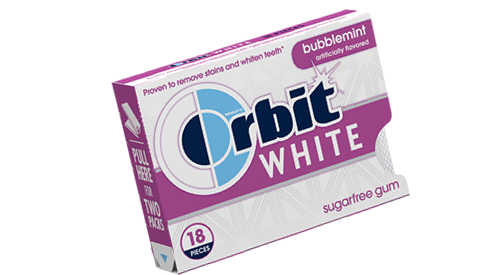 bubblemint
artificially flavored
Proven to remove stains and whiten teeth*
Orbit
WHITE
sugarfree gum
18
PIECES
PULL
HERE
FOR
TWO
PACKS